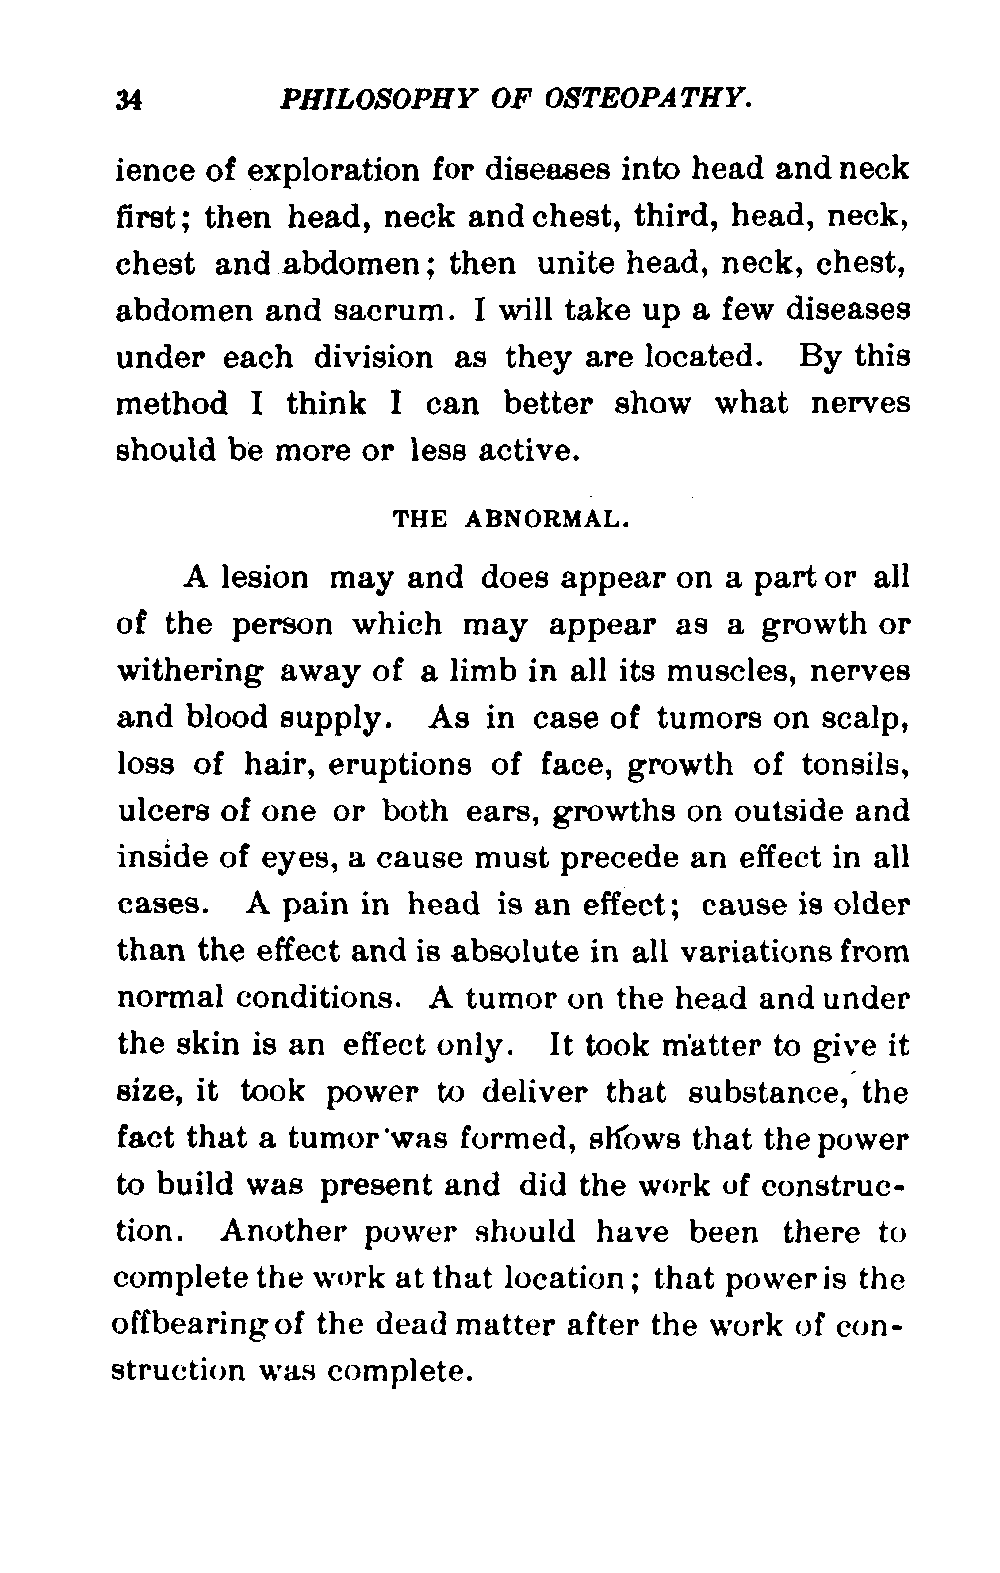 34 PHILOSOPHY OF OSTEOPATHY.
ience of exploration for diseases into head and neck
first; then head, neck and chest, third, head, neck,
chest and abdomen; then unite head, neck, chest,
abdomen and sacrum. I will take up a few diseases
under each division as they are located. By this
method I think I can better show what nerves
should be more or less active.
THE ABNORMAL.
A lesion may and does appear on a part or all
of the person which may appear as a growth or
withering away of a limb in all its muscles, nerves
and blood supply. As in case of tumors on scalp,
loss of hair, eruptions of face, growth of tonsils,
ulcers of one or both ears, growths on outside and
inside of eyes, a cause must precede an effect in all
cases. A pain in head is an effect; cause is older
than the effect and is absolute in all variations from
normal conditions. A tumor on the head and under
the skin is an effect only. It took matter to give it
size, it took power to deliver that substance, the
fact that a tumor was formed, shows that the power
to build was present and did the work of construc-
tion. Another power should have been there to
complete the work at that location; that power is the
offbearing of the dead matter after the work of con-
struction was complete.